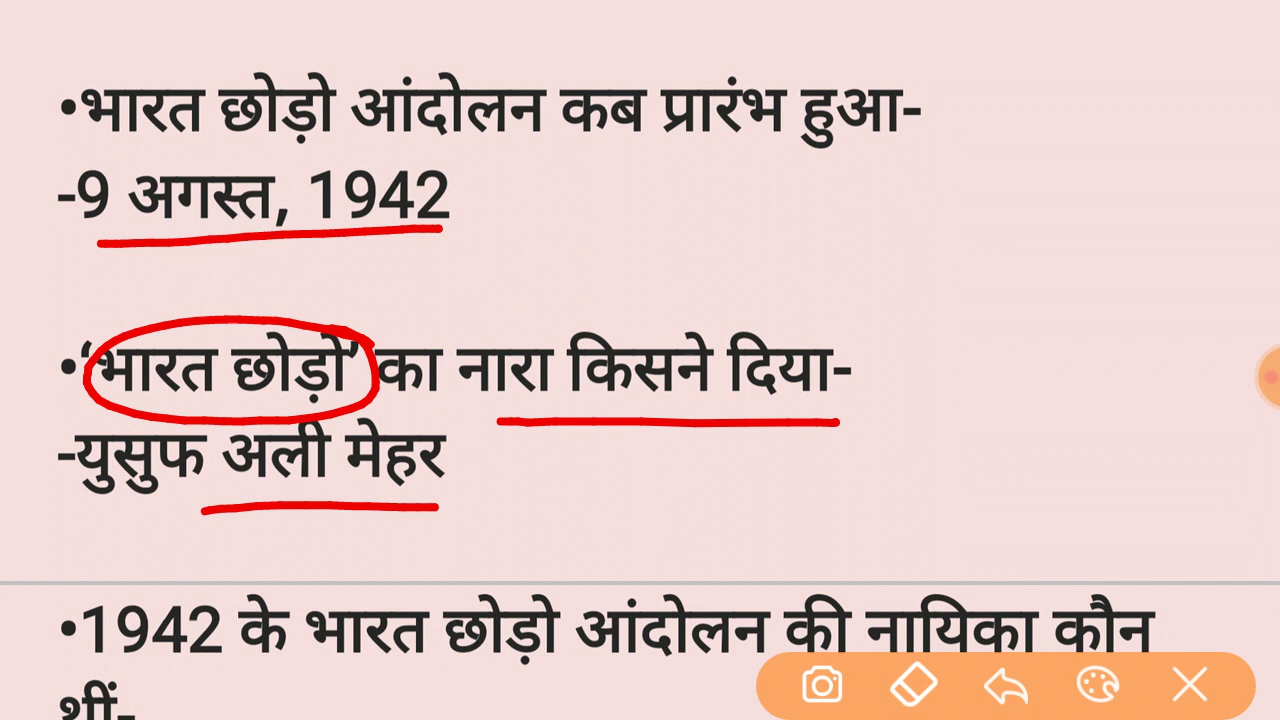 •भारत छोड़ो आंदोलन कब प्रारंभ हुआ-
-9 अगस्त, 1942
•‘भारत छोड़ो’ का नारा किसने दिया-
-युसुफ अली मेहर
•1942 के भारत छोड़ो आंदोलन की नायिका कौन
थीं-